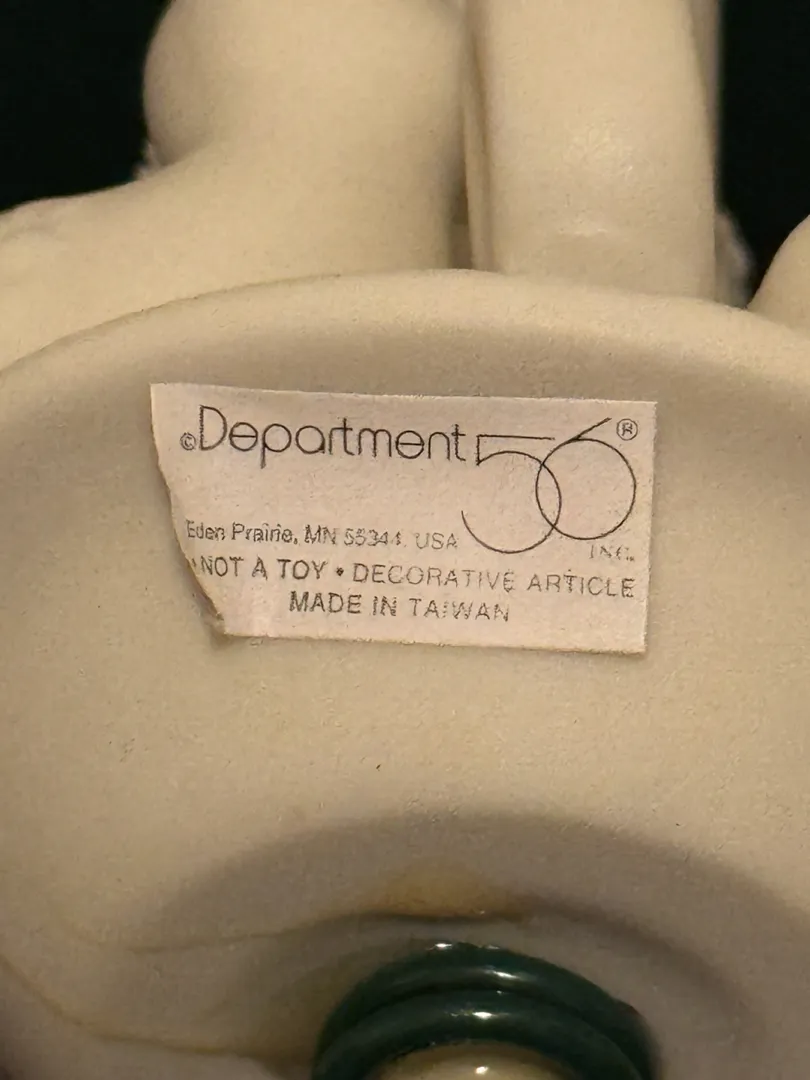 ©Department 56®
INC.
Eden Prairie, MN 55344 USA
NOT A TOY • DECORATIVE ARTICLE
MADE IN TAIWAN